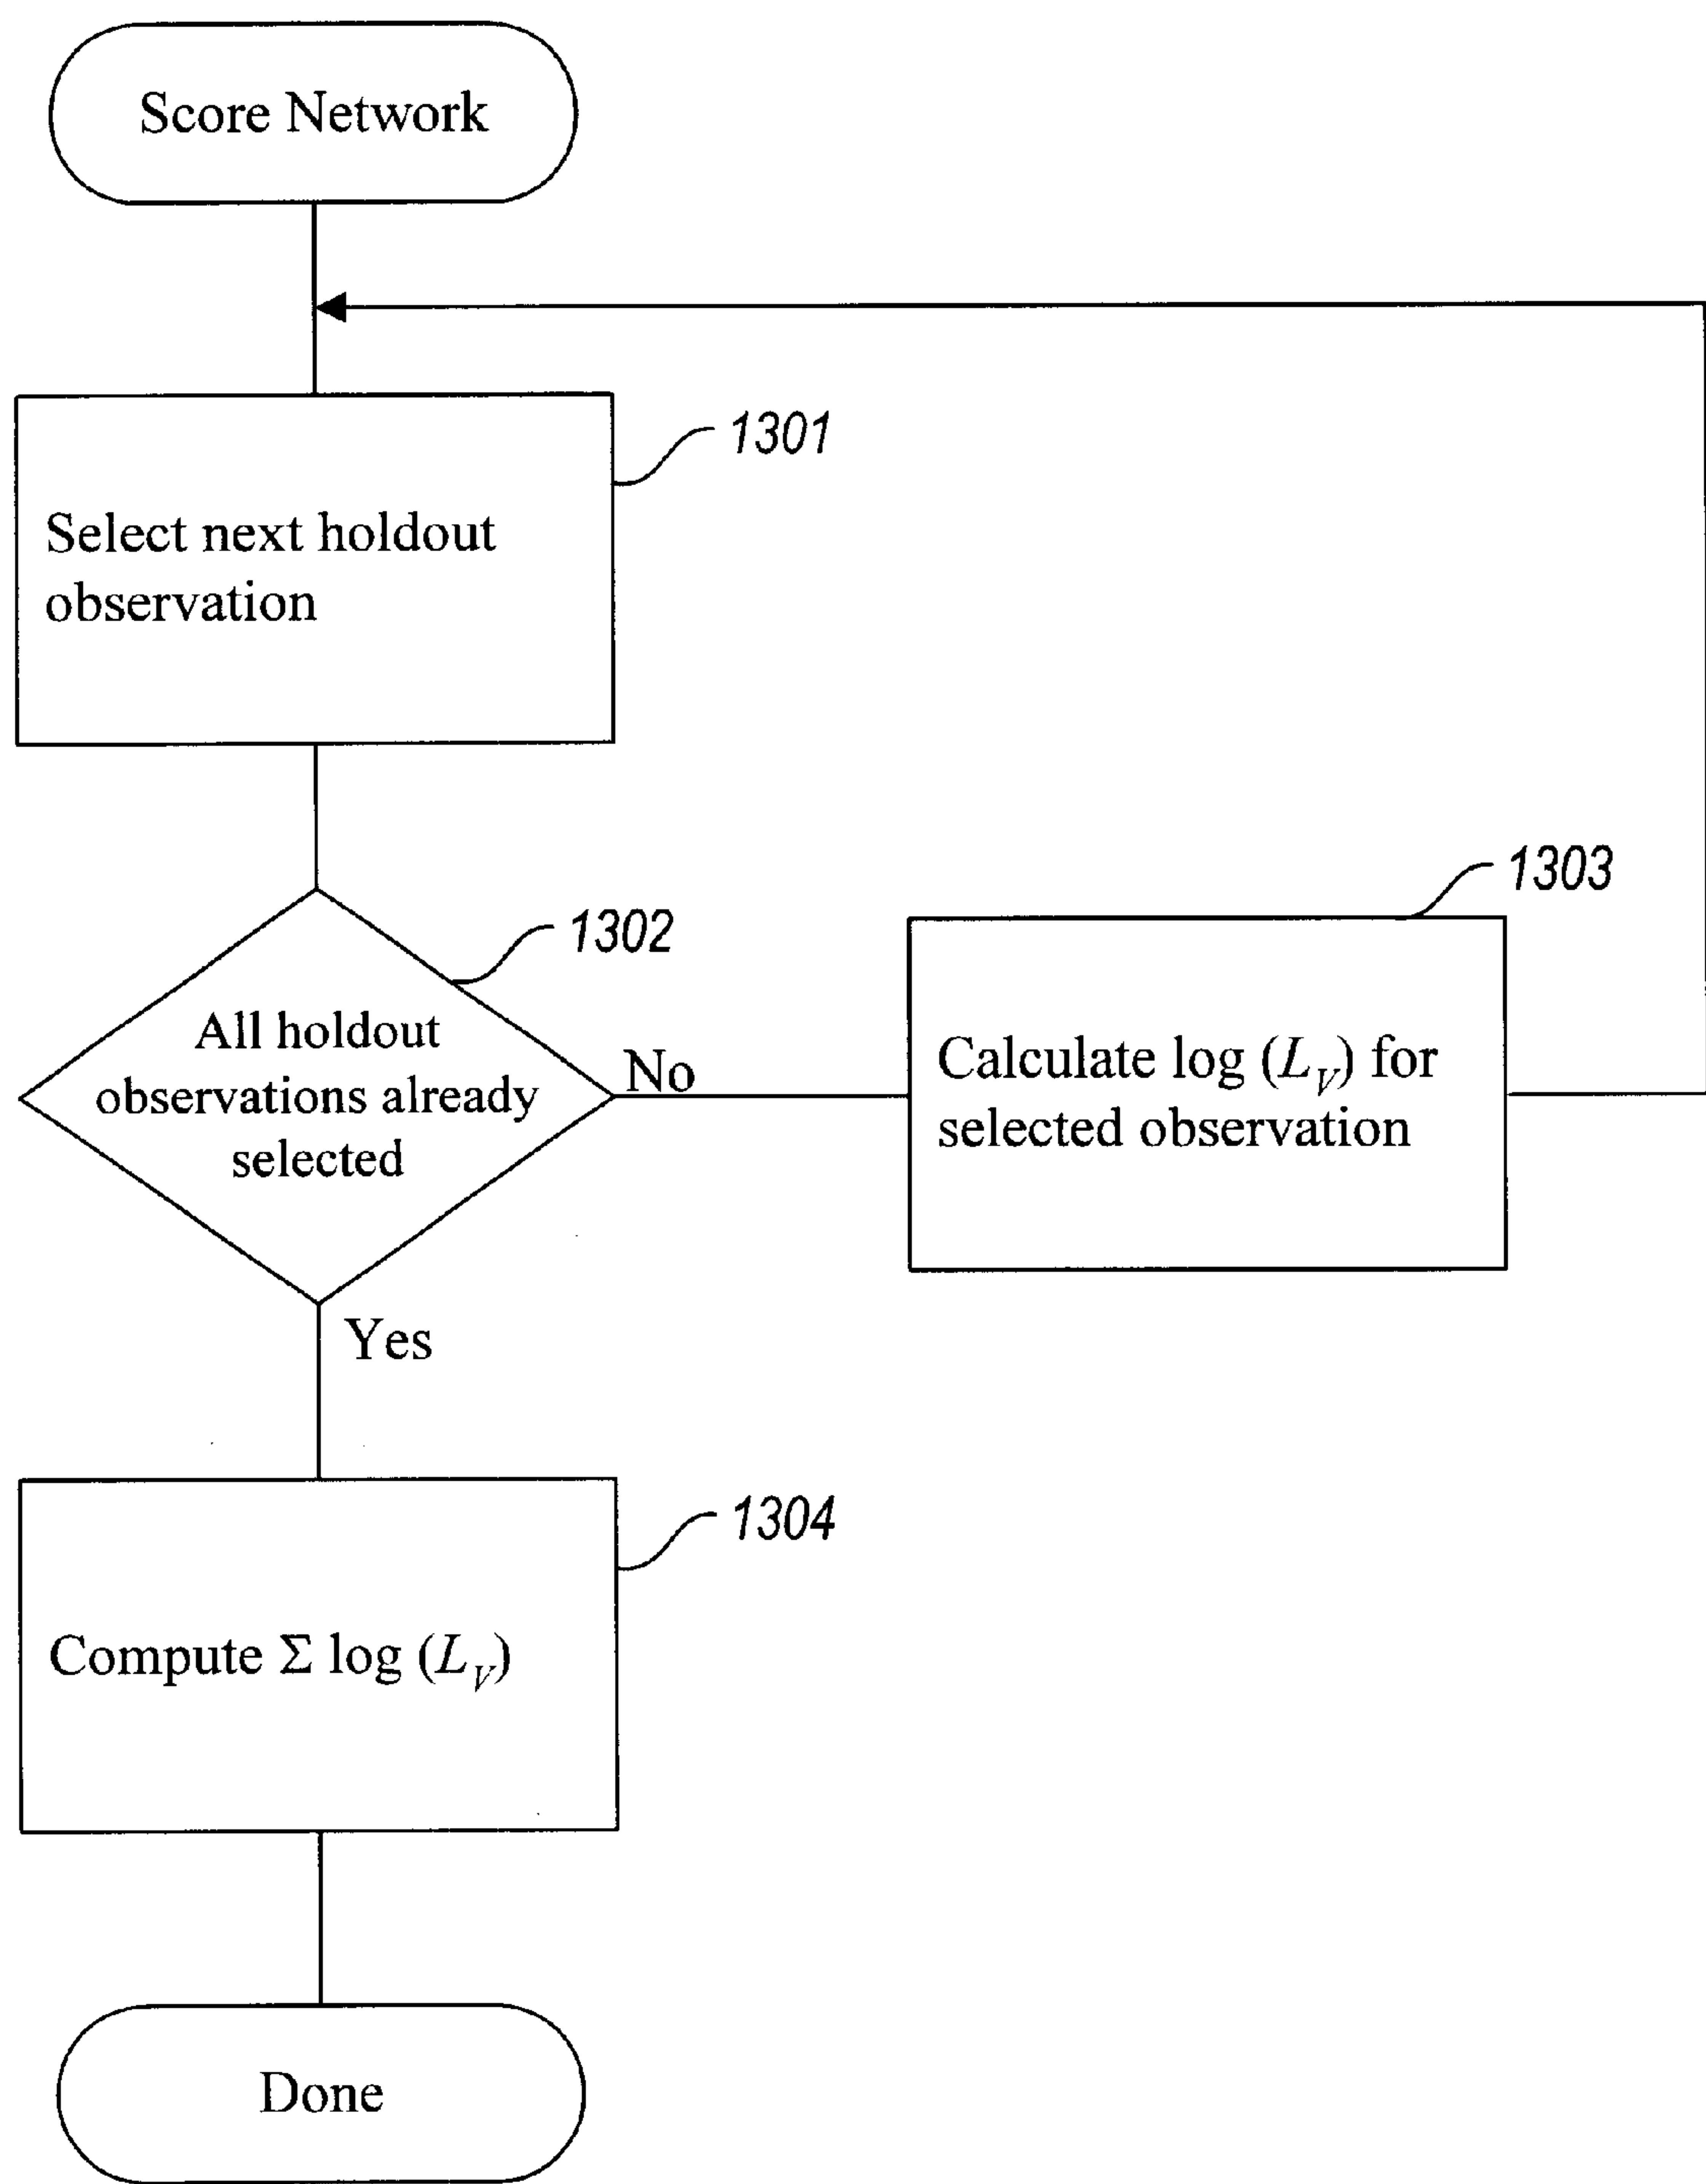 Score Network
1301
Select next holdout
observation
1302
All holdout
observations already
selected
No
1303
Calculate log (L_V) for
selected observation
Yes
1304
Compute Σ log (L_V)
Done